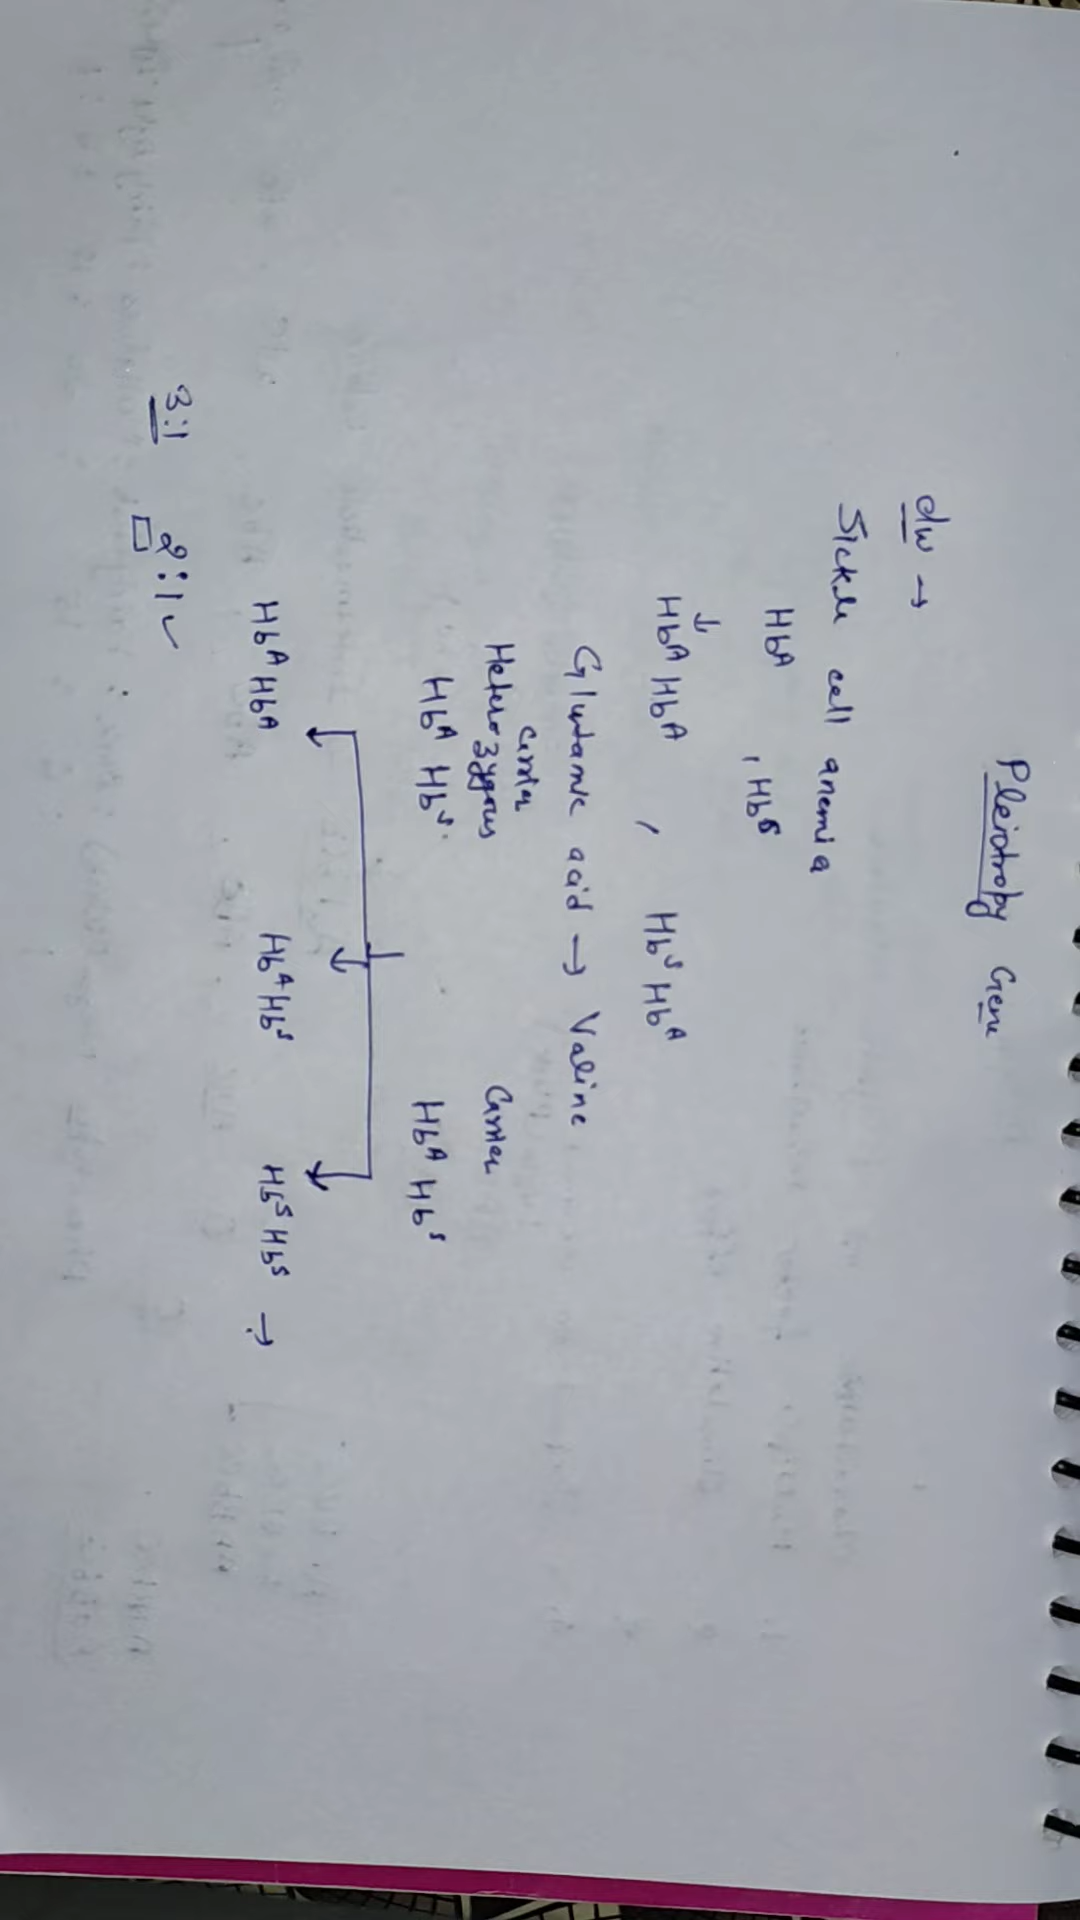 Pleiotropy Gene
dw →
Sickle cell anemia
HbA , HbS
↓
HbA HbA , HbS HbA
Glutamic acid → Valine
Carrier
Heterozygous Carrier
HbA HbS HbA HbS
HbA HbA HbA HbS HbS HbS →
3:1 2:1 ✓